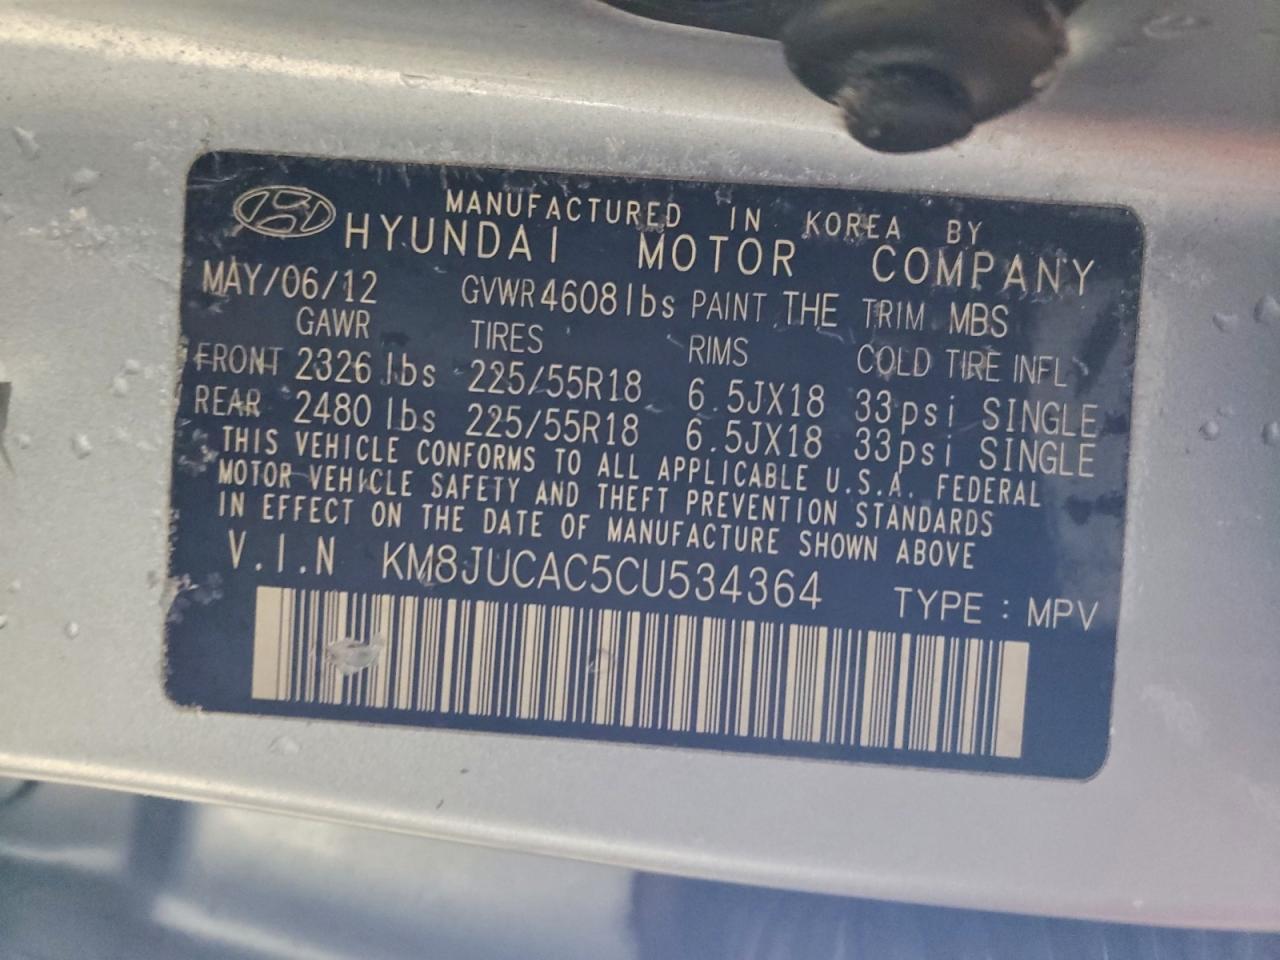 MANUFACTURED IN KOREA BY
HYUNDAI MOTOR COMPANY
MAY/06/12 GVWR 4608lbs PAINT THE TRIM MBS
GAWR TIRES RIMS COLD TIRE INFL
FRONT 2326 lbs 225/55R18 6.5JX18 33psi SINGLE
REAR 2480 lbs 225/55R18 6.5JX18 33psi SINGLE
THIS VEHICLE CONFORMS TO ALL APPLICABLE U.S.A. FEDERAL
MOTOR VEHICLE SAFETY AND THEFT PREVENTION STANDARDS
IN EFFECT ON THE DATE OF MANUFACTURE SHOWN ABOVE
V.I.N KM8JUCAC5CU534364 TYPE : MPV